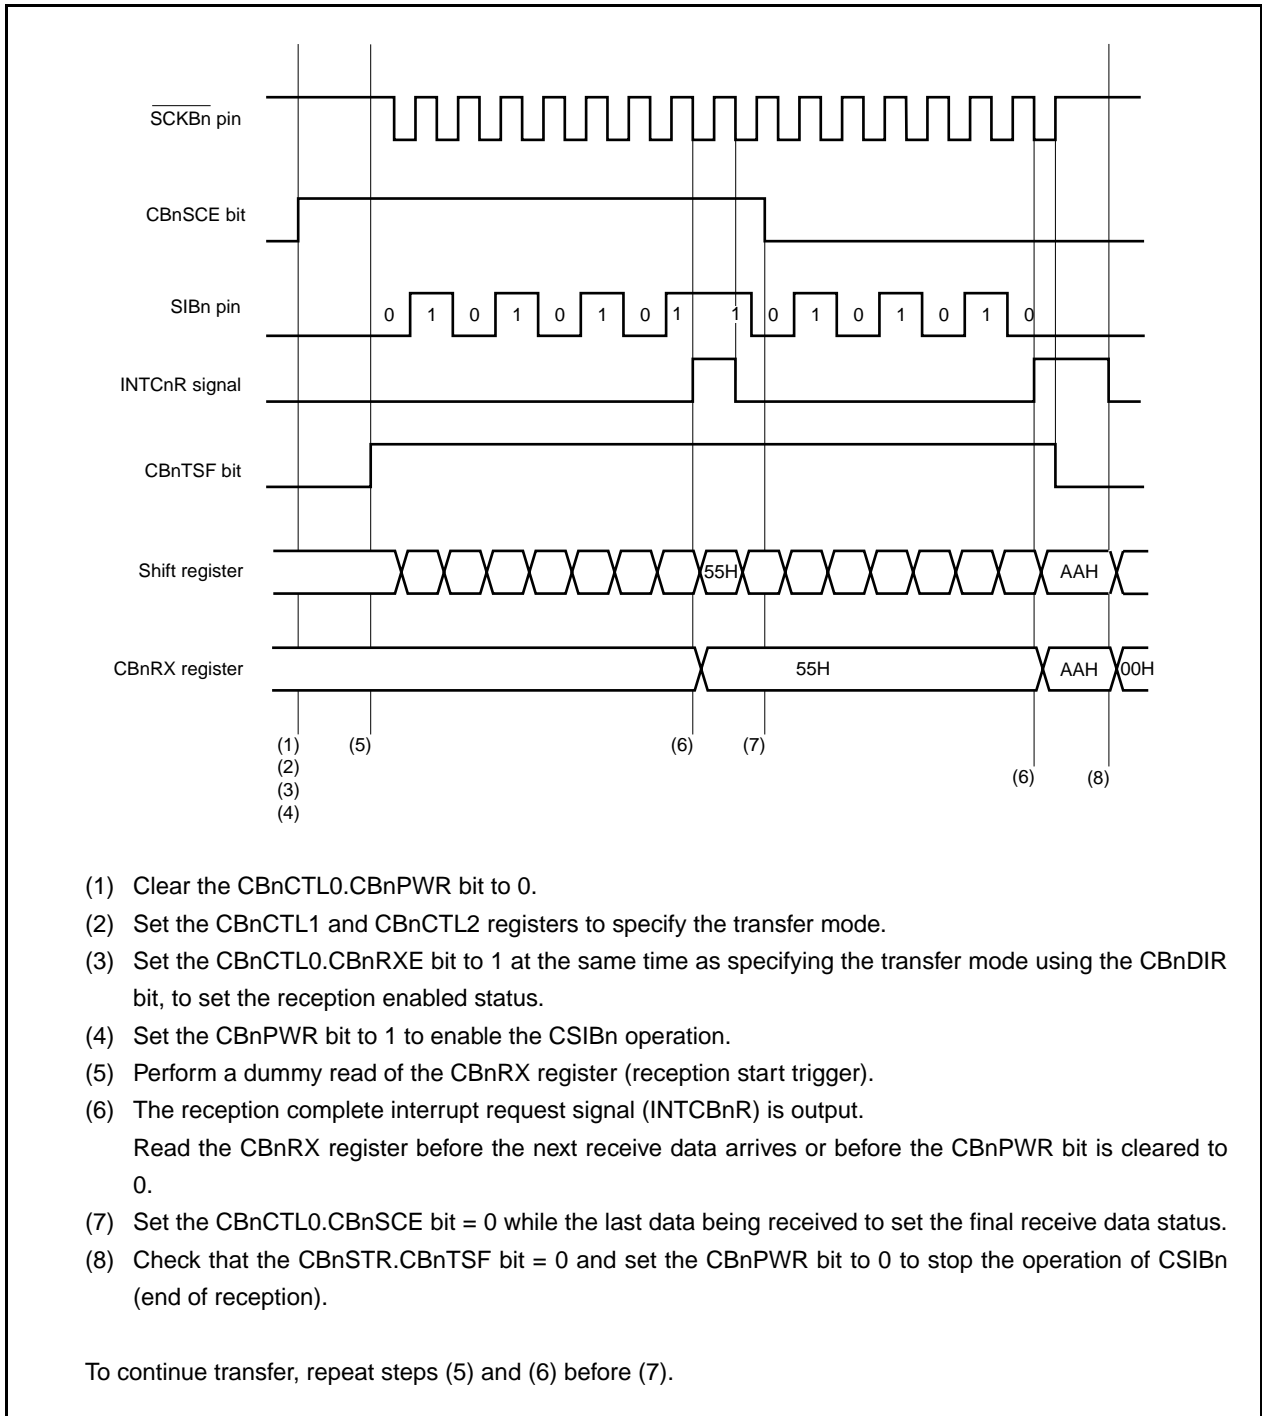 SCKBn pin
CBnSCE bit
SIBn pin
0 1 0 1 0 1 0 1 1 0 1 0 1 0 1 0
INTCnR signal
CBnTSF bit
Shift register
55H AAH
CBnRX register
55H AAH 00H
(1) (5) (6) (7)
(2)
(6) (8)
(3)
(4)
(1) Clear the CBnCTL0.CBnPWR bit to 0.
(2) Set the CBnCTL1 and CBnCTL2 registers to specify the transfer mode.
(3) Set the CBnCTL0.CBnRXE bit to 1 at the same time as specifying the transfer mode using the CBnDIR
bit, to set the reception enabled status.
(4) Set the CBnPWR bit to 1 to enable the CSIBn operation.
(5) Perform a dummy read of the CBnRX register (reception start trigger).
(6) The reception complete interrupt request signal (INTCBnR) is output.
Read the CBnRX register before the next receive data arrives or before the CBnPWR bit is cleared to
0.
(7) Set the CBnCTL0.CBnSCE bit = 0 while the last data being received to set the final receive data status.
(8) Check that the CBnSTR.CBnTSF bit = 0 and set the CBnPWR bit to 0 to stop the operation of CSIBn
(end of reception).
To continue transfer, repeat steps (5) and (6) before (7).